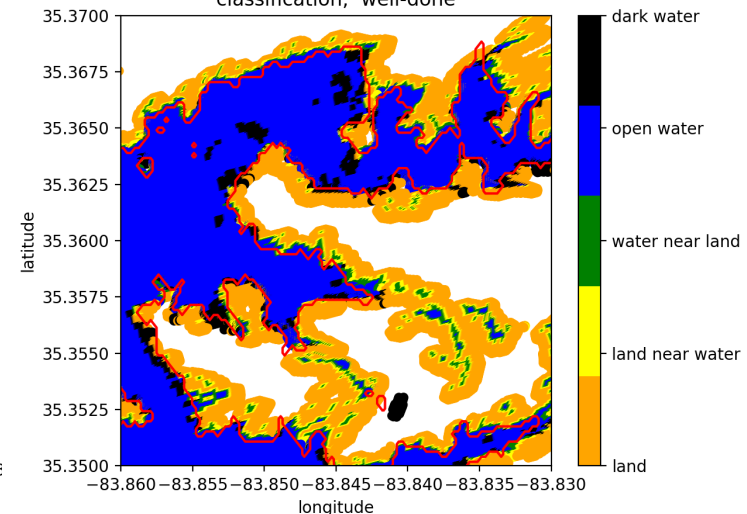 classification, "well-done"
35.3700
35.3675
35.3650
35.3625
35.3600
35.3575
35.3550
35.3525
35.3500
latitude
−83.860 −83.855 −83.850 −83.845 −83.840 −83.835 −83.830
longitude
dark water
open water
water near land
land near water
land